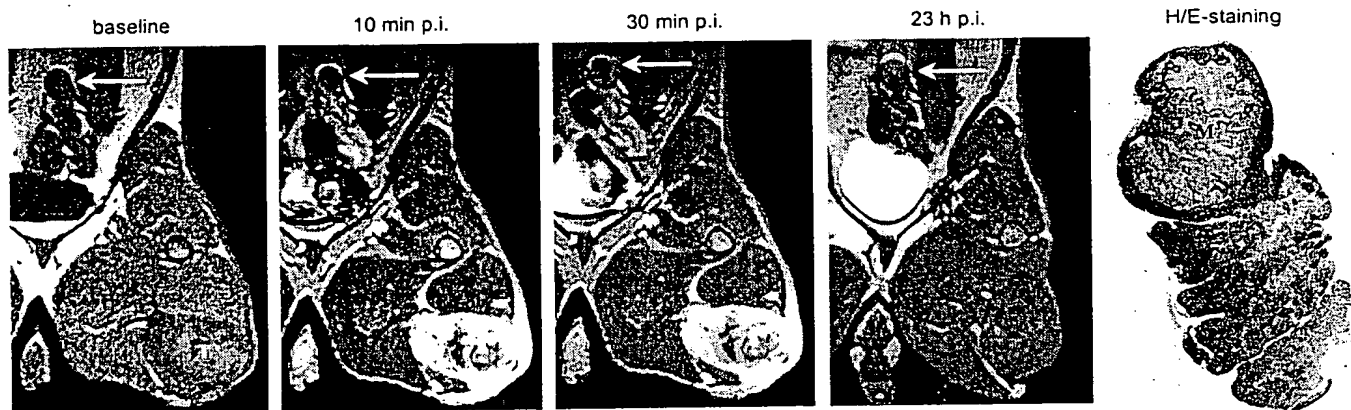 baseline
10 min p.i.
30 min p.i.
23 h p.i.
H/E-staining
M
T